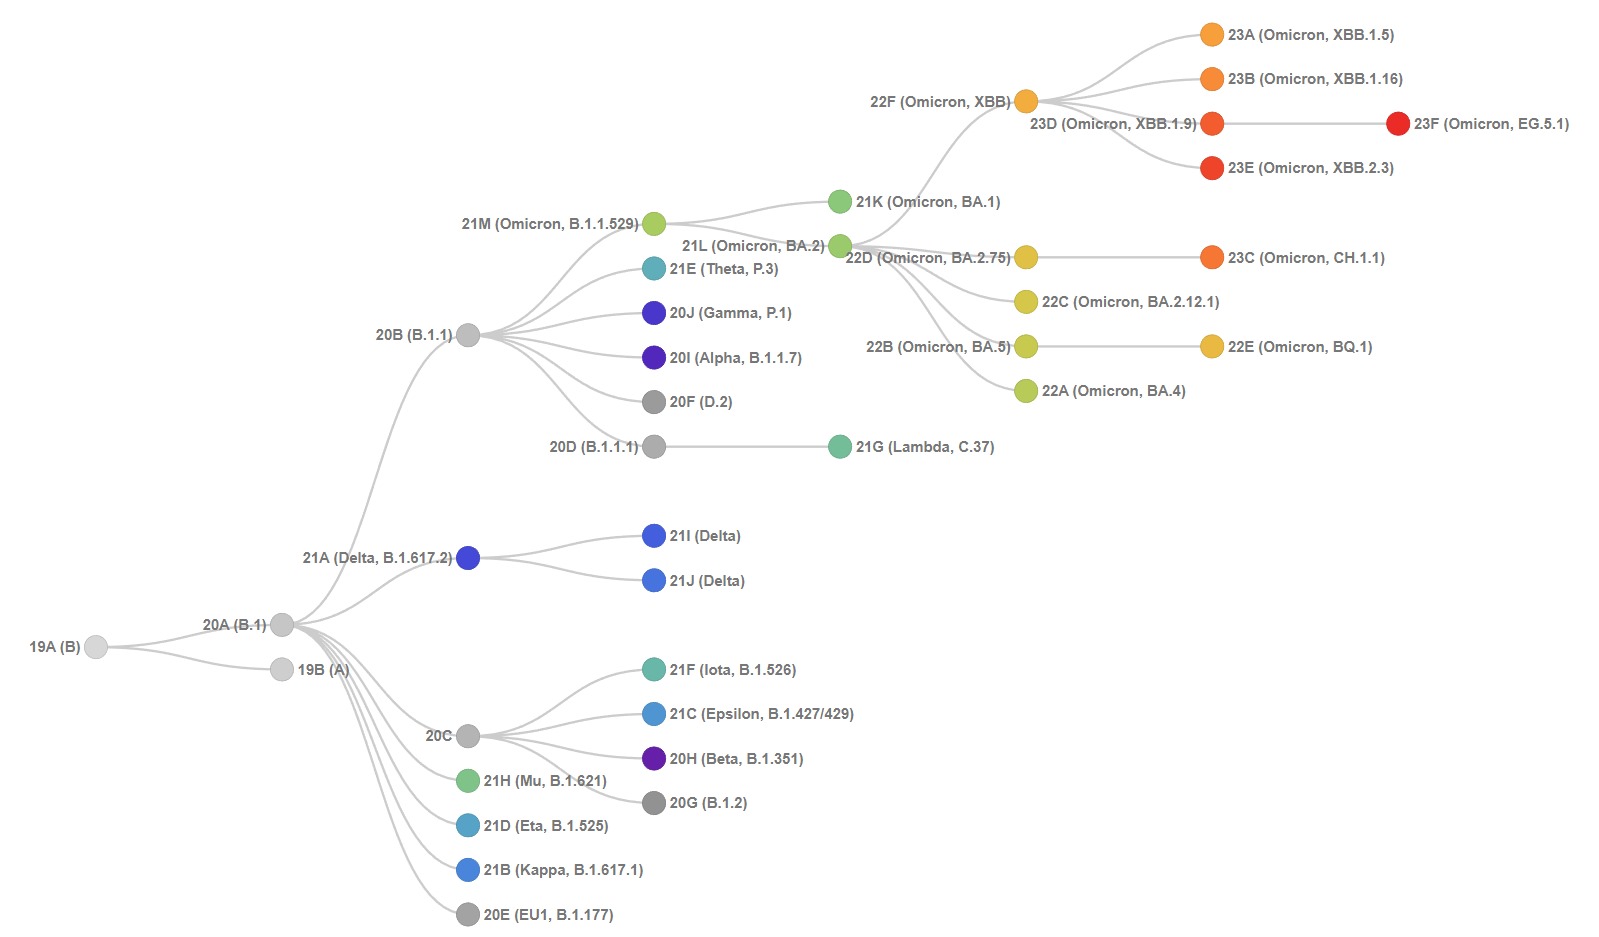 23A (Omicron, XBB.1.5)
23B (Omicron, XBB.1.16)
22F (Omicron, XBB)
23D (Omicron, XBB.1.9)
23F (Omicron, EG.5.1)
23E (Omicron, XBB.2.3)
21K (Omicron, BA.1)
21M (Omicron, B.1.1.529)
21L (Omicron, BA.2)
22D (Omicron, BA.2.75)
23C (Omicron, CH.1.1)
21E (Theta, P.3)
22C (Omicron, BA.2.12.1)
20J (Gamma, P.1)
20B (B.1.1)
22B (Omicron, BA.5)
22E (Omicron, BQ.1)
20I (Alpha, B.1.1.7)
22A (Omicron, BA.4)
20F (D.2)
20D (B.1.1.1)
21G (Lambda, C.37)
21I (Delta)
21A (Delta, B.1.617.2)
21J (Delta)
20A (B.1)
19A (B)
19B (A)
21F (Iota, B.1.526)
21C (Epsilon, B.1.427/429)
20C
20H (Beta, B.1.351)
21H (Mu, B.1.621)
20G (B.1.2)
21D (Eta, B.1.525)
21B (Kappa, B.1.617.1)
20E (EU1, B.1.177)